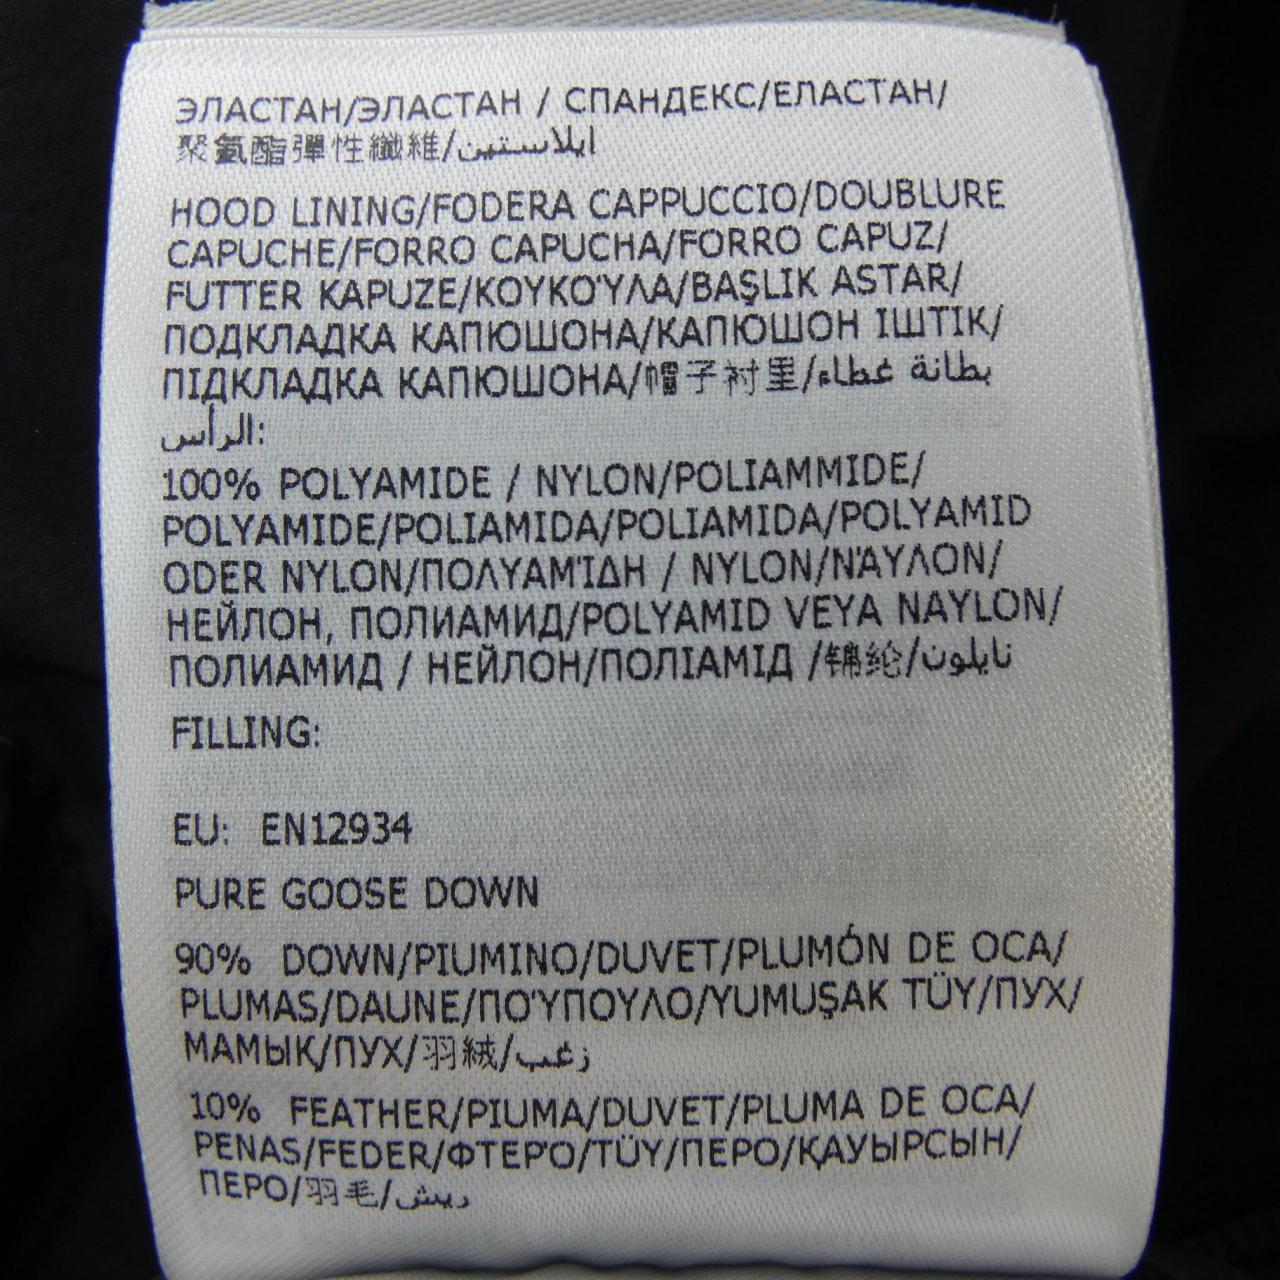 ЭЛАСТАН/ЭЛАСТАН / СПАНДЕКС/ЕЛАСТАН/
聚氨酯彈性纖維/ايلاستين
HOOD LINING/FODERA CAPPUCCIO/DOUBLURE
CAPUCHE/FORRO CAPUCHA/FORRO CAPUZ/
FUTTER KAPUZE/ΚΟΥΚΟΎΛΑ/BAŞLIK ASTAR/
ПОДКЛАДКА КАПЮШОНА/КАПЮШОН ІШТІК/
ПІДКЛАДКА КАПЮШОНА/帽子衬里/بطانة غطاء
الرأس:
100% POLYAMIDE / NYLON/POLIAMMIDE/
POLYAMIDE/POLIAMIDA/POLIAMIDA/POLYAMID
ODER NYLON/ΠΟΛΥΑΜΊΔΗ / NYLON/ΝΆΥΛΟΝ/
НЕЙЛОН, ПОЛИАМИД/POLYAMID VEYA NAYLON/
ПОЛИАМИД / НЕЙЛОН/ПОЛІАМІД /锦纶/نايلون
FILLING:
EU: EN12934
PURE GOOSE DOWN
90% DOWN/PIUMINO/DUVET/PLUMÓN DE OCA/
PLUMAS/DAUNE/ΠΟΎΠΟΥΛΟ/YUMUŞAK TÜY/ПУХ/
МАМЫҚ/ПУХ/羽絨/زغب
10% FEATHER/PIUMA/DUVET/PLUMA DE OCA/
PENAS/FEDER/ΦΤΕΡΌ/TÜY/ПЕРО/ҚАУЫРСЫН/
ПЕРО/羽毛/ريش